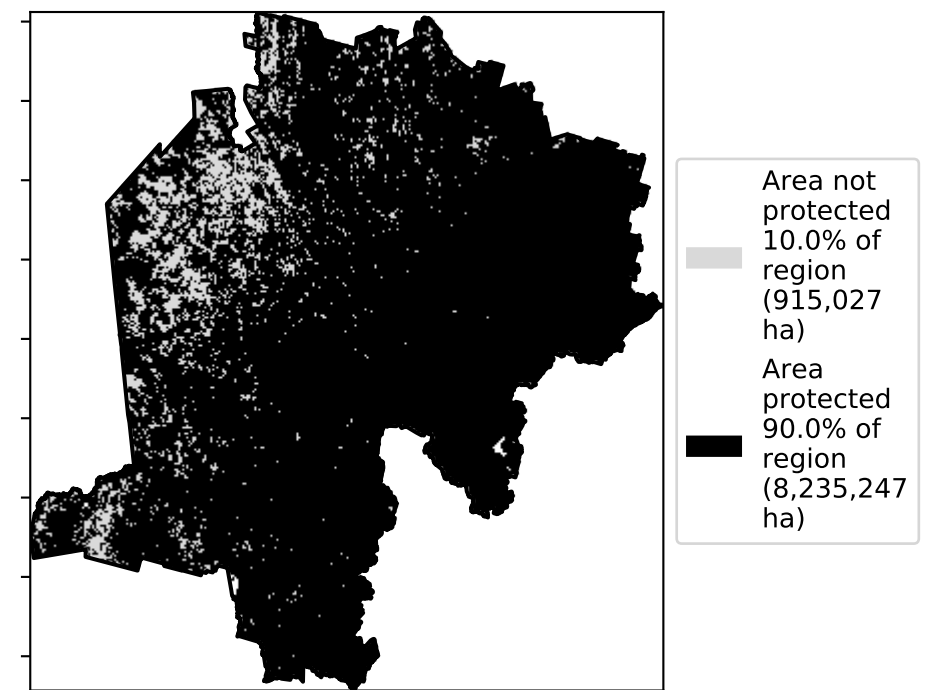 Area not
protected
10.0% of
region
(915,027
ha)
Area
protected
90.0% of
region
(8,235,247
ha)